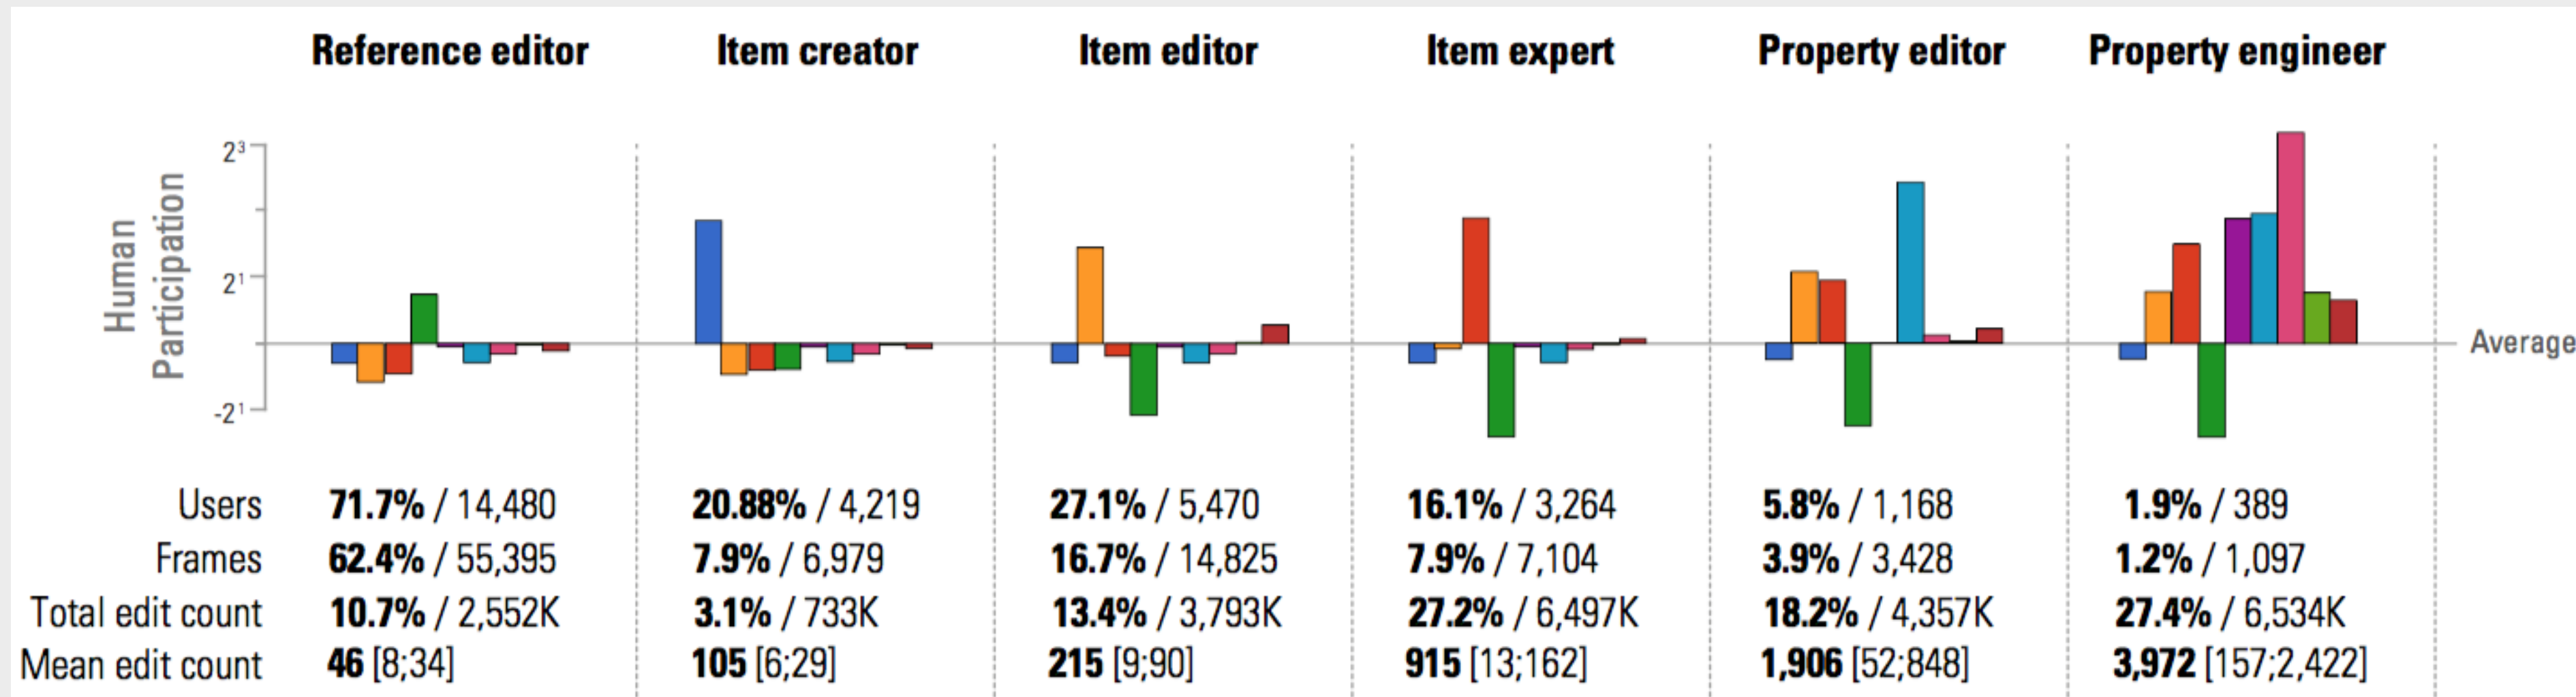 Reference editor Item creator Item editor Item expert Property editor Property engineer
Human
Participation
2³
2¹
-2¹
Average
Users 71.7% / 14,480 20.88% / 4,219 27.1% / 5,470 16.1% / 3,264 5.8% / 1,168 1.9% / 389
Frames 62.4% / 55,395 7.9% / 6,979 16.7% / 14,825 7.9% / 7,104 3.9% / 3,428 1.2% / 1,097
Total edit count 10.7% / 2,552K 3.1% / 733K 13.4% / 3,793K 27.2% / 6,497K 18.2% / 4,357K 27.4% / 6,534K
Mean edit count 46 [8;34] 105 [6;29] 215 [9;90] 915 [13;162] 1,906 [52;848] 3,972 [157;2,422]